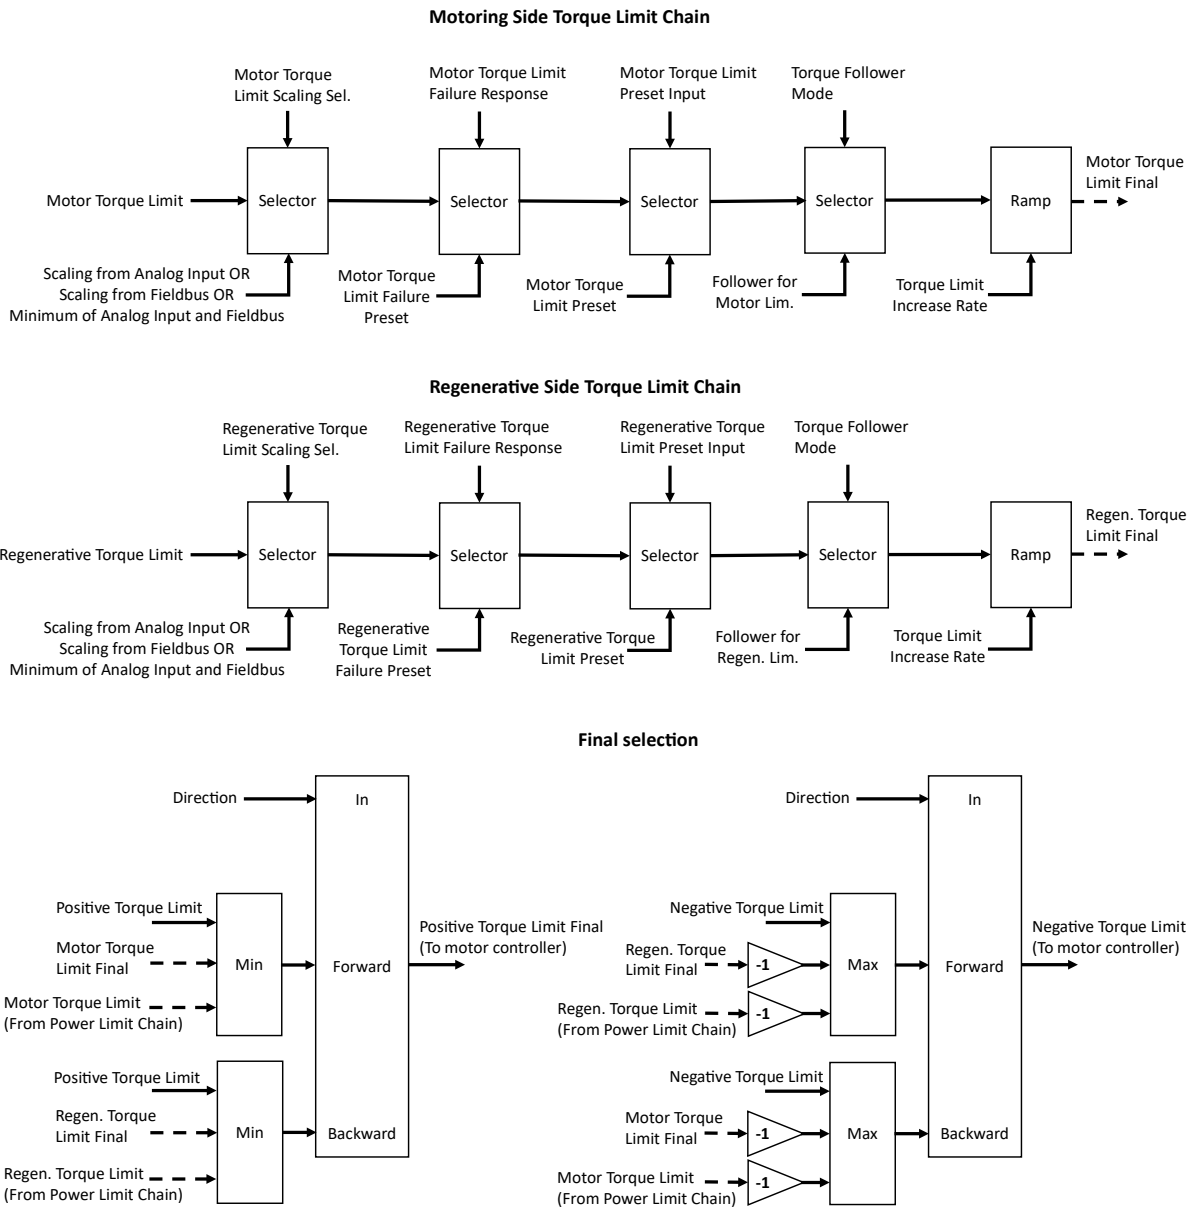 Motoring Side Torque Limit Chain
Motor Torque
Limit Scaling Sel.
Motor Torque Limit
Failure Response
Motor Torque Limit
Preset Input
Torque Follower
Mode
Motor Torque Limit
Selector
Selector
Selector
Selector
Ramp
Motor Torque
Limit Final
Scaling from Analog Input OR
Scaling from Fieldbus OR
Minimum of Analog Input and Fieldbus
Motor Torque
Limit Failure
Preset
Motor Torque
Limit Preset
Follower for
Motor Lim.
Torque Limit
Increase Rate
Regenerative Side Torque Limit Chain
Regenerative Torque
Limit Scaling Sel.
Regenerative Torque
Limit Failure Response
Regenerative Torque
Limit Preset Input
Torque Follower
Mode
Regenerative Torque Limit
Selector
Selector
Selector
Selector
Ramp
Regen. Torque
Limit Final
Scaling from Analog Input OR
Scaling from Fieldbus OR
Minimum of Analog Input and Fieldbus
Regenerative
Torque Limit
Failure Preset
Regenerative Torque
Limit Preset
Follower for
Regen. Lim.
Torque Limit
Increase Rate
Final selection
Direction
In
Positive Torque Limit
Motor Torque
Limit Final
Motor Torque Limit
(From Power Limit Chain)
Min
Forward
Positive Torque Limit Final
(To motor controller)
Positive Torque Limit
Regen. Torque
Limit Final
Regen. Torque Limit
(From Power Limit Chain)
Min
Backward
Direction
In
Negative Torque Limit
Regen. Torque
Limit Final
-1
Regen. Torque Limit
(From Power Limit Chain)
-1
Max
Forward
Negative Torque Limit
(To motor controller)
Negative Torque Limit
Motor Torque
Limit Final
-1
Motor Torque Limit
(From Power Limit Chain)
-1
Max
Backward